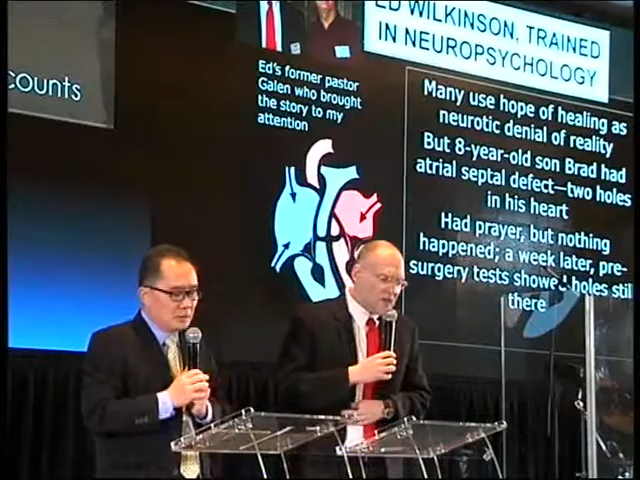 ounts
ED WILKINSON, TRAINED
IN NEUROPSYCHOLOGY
Ed's former pastor
Galen who brought
the story to my
attention
Many use hope of healing as
neurotic denial of reality
But 8-year-old son Brad had
atrial septal defect—two holes
in his heart
Had prayer, but nothing
happened; a week later, pre-
surgery tests showed holes still
there